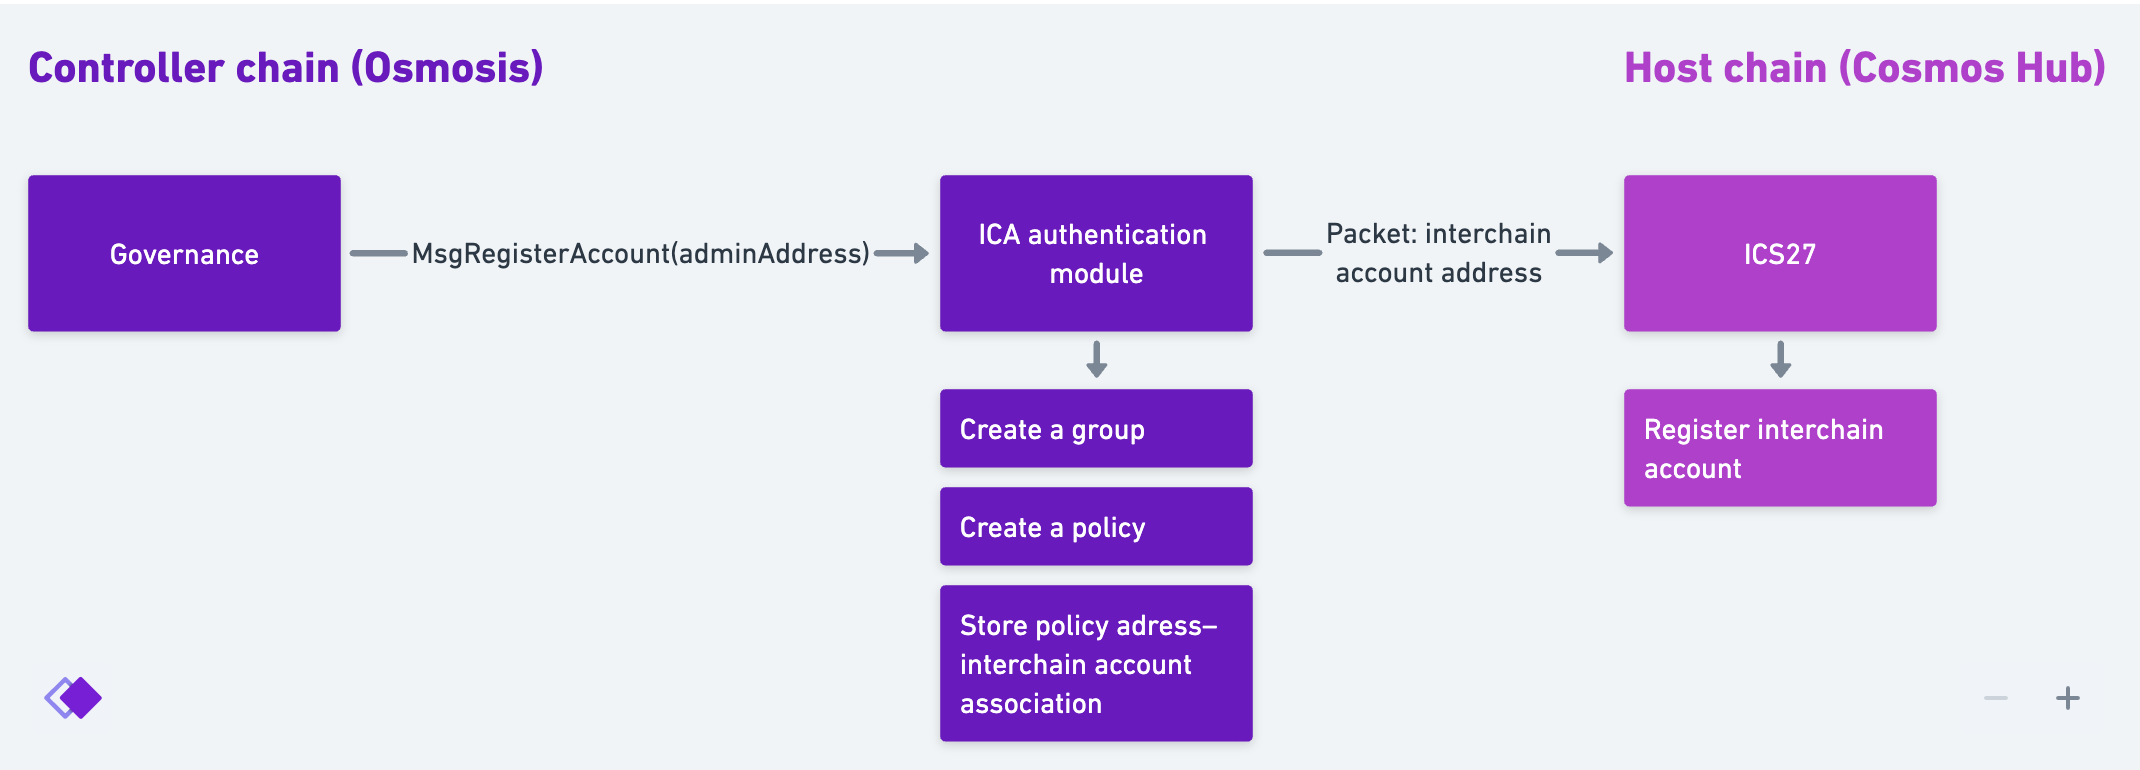 Controller chain (Osmosis)
Host chain (Cosmos Hub)
Governance
MsgRegisterAccount(adminAddress)
ICA authentication
module
Packet: interchain
account address
ICS27
Create a group
Create a policy
Store policy adress–
interchain account
association
Register interchain
account